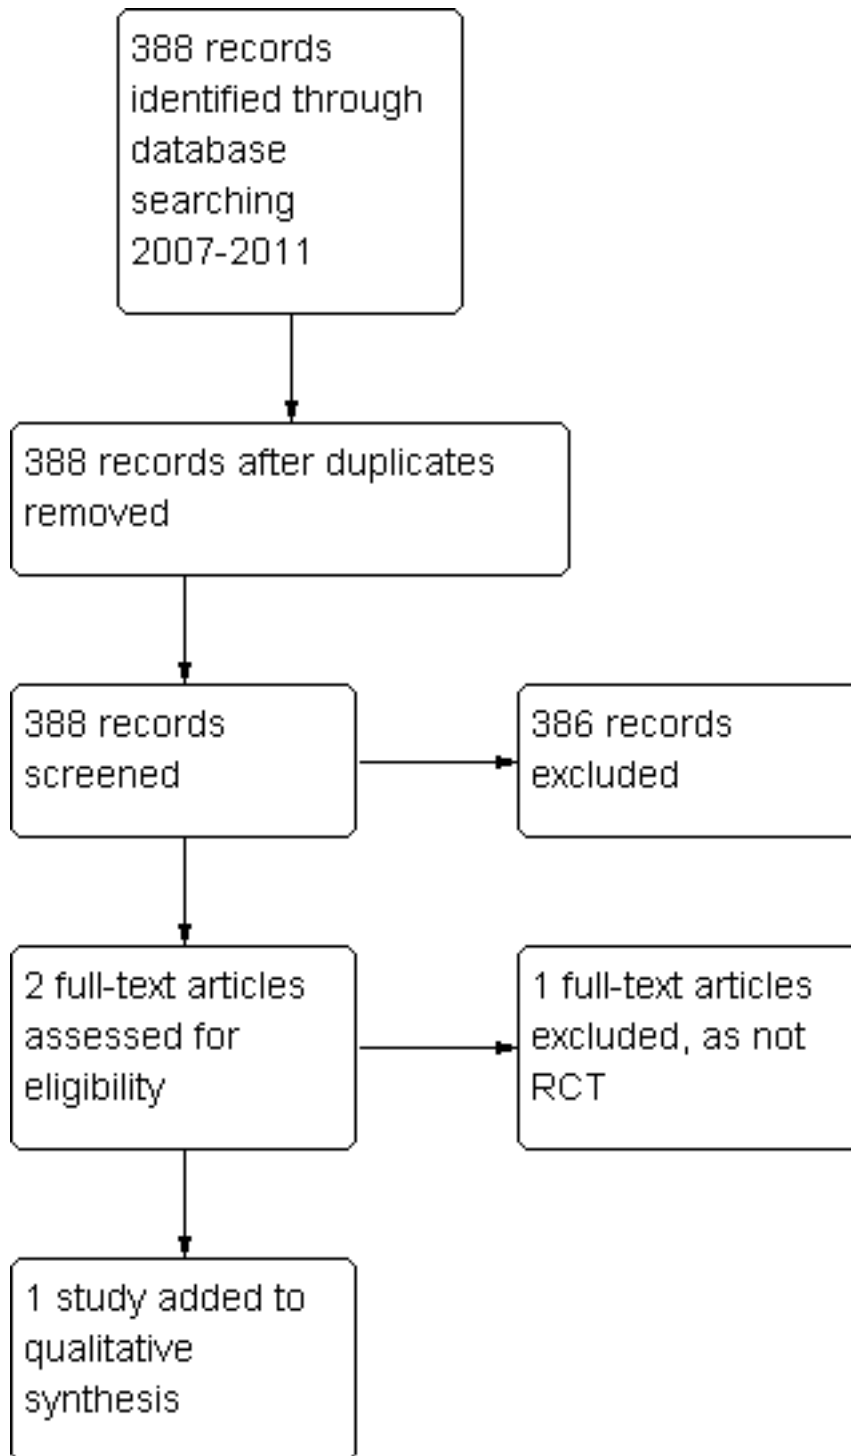 388 records
identified through
database
searching
2007-2011
388 records after duplicates
removed
388 records
screened
386 records
excluded
2 full-text articles
assessed for
eligibility
1 full-text articles
excluded, as not
RCT
1 study added to
qualitative
synthesis